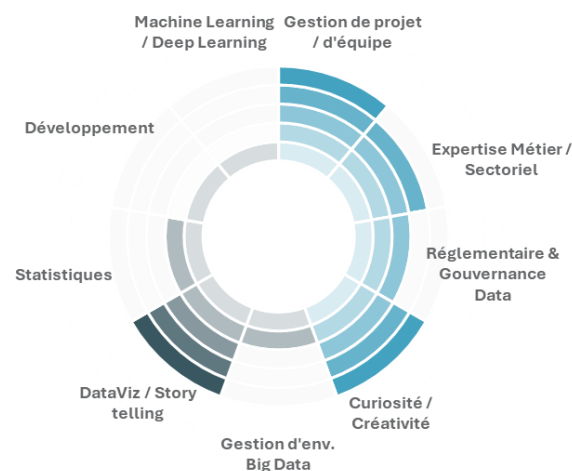 Machine Learning
/ Deep Learning
Gestion de projet
/ d'équipe
Développement
Expertise Métier /
Sectoriel
Statistiques
Réglementaire &
Gouvernance
Data
DataViz / Story
telling
Curiosité /
Créativité
Gestion d'env.
Big Data